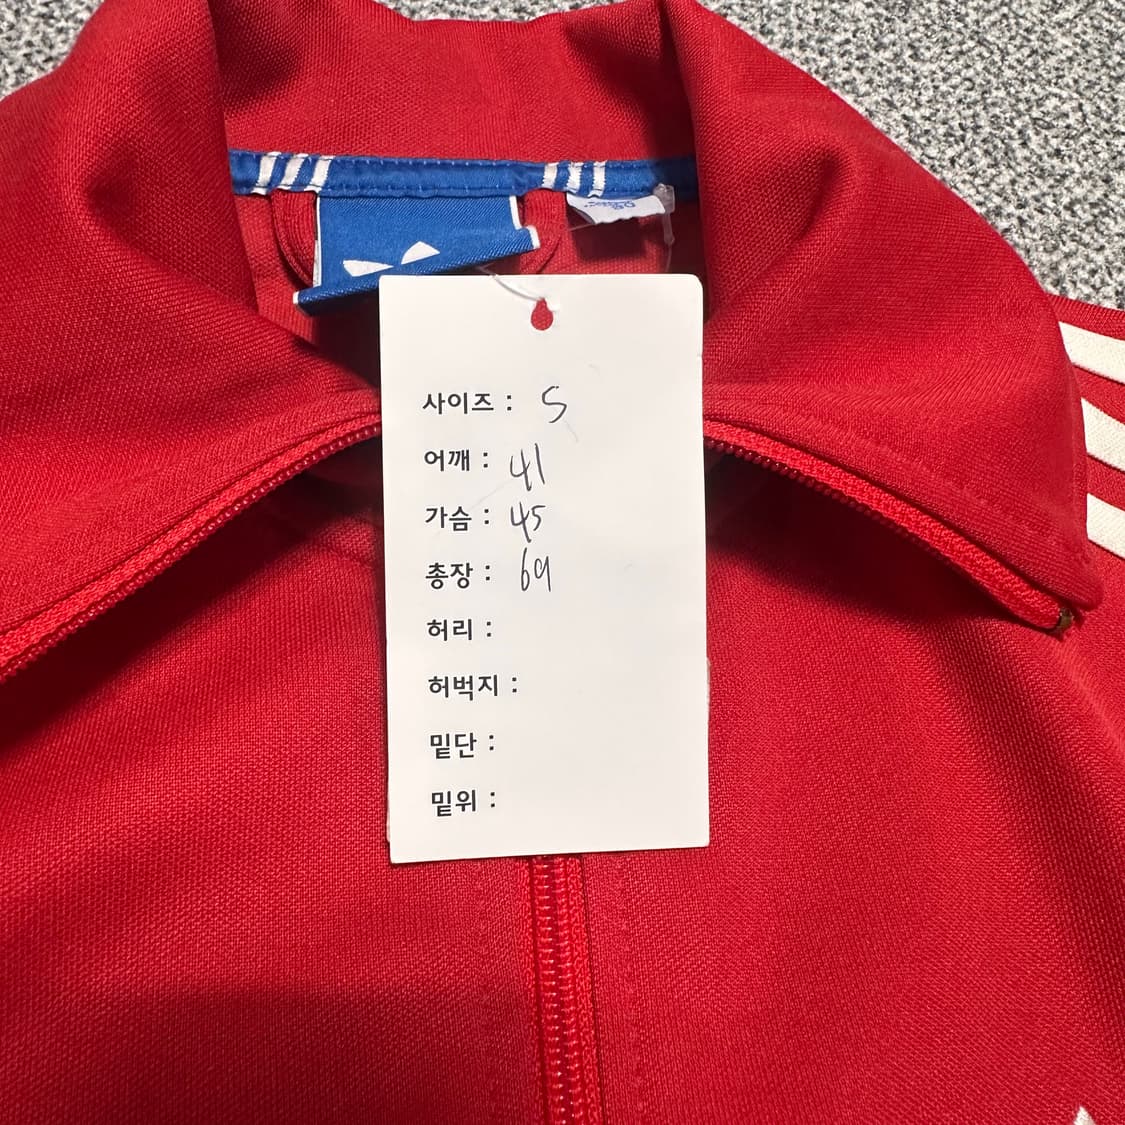 사이즈 : S
어깨 : 41
가슴 : 45
총장 : 69
허리 :
허벅지 :
밑단 :
밑위 :